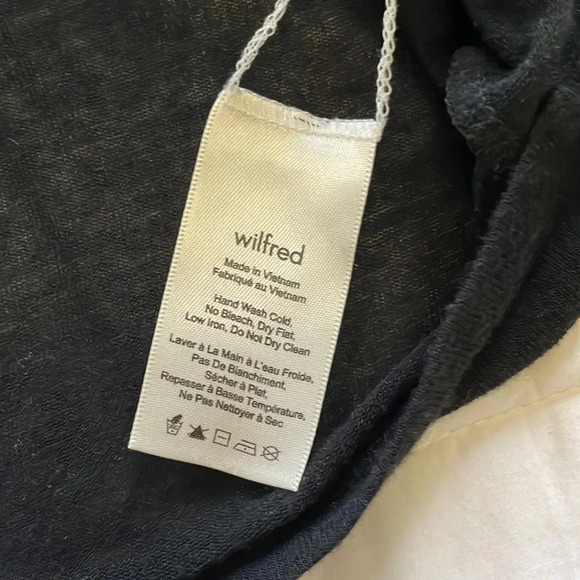 wilfred
Made in Vietnam
Fabriqué au Vietnam
Hand Wash Cold,
No Bleach, Dry Flat,
Low Iron, Do Not Dry Clean
Laver à La Main à L'eau Froide,
Pas De Blanchiment,
Sécher à Plat,
Repasser à Basse Température,
Ne Pas Nettoyer à Sec